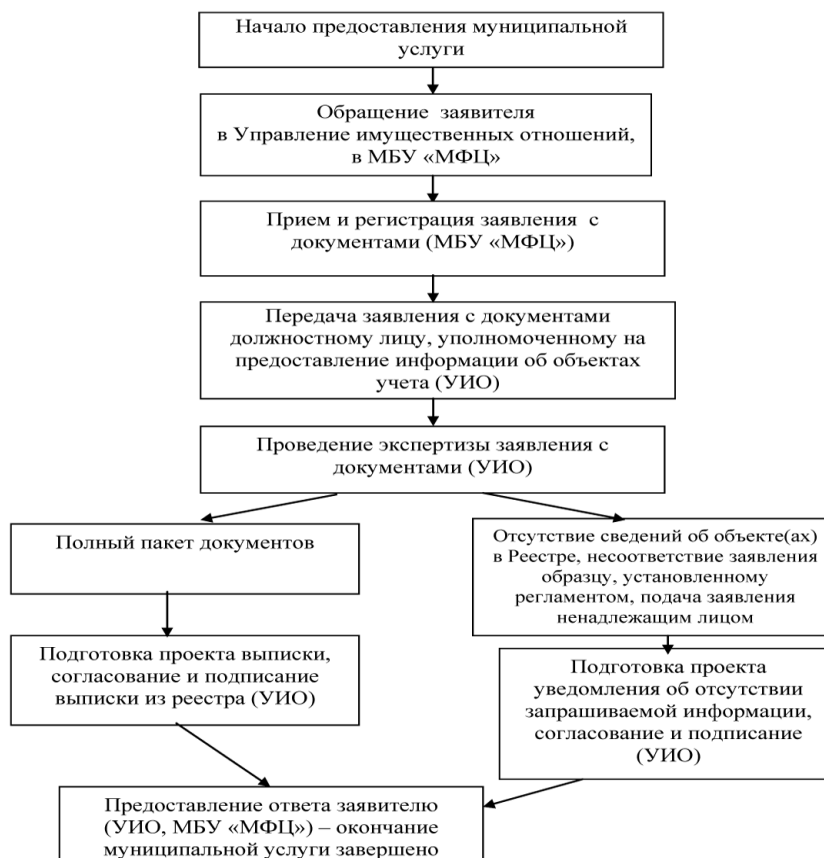 Начало предоставления муниципальной
услуги
Обращение заявителя
в Управление имущественных отношений,
в МБУ «МФЦ»
Прием и регистрация заявления с
документами (МБУ «МФЦ»)
Передача заявления с документами
должностному лицу, уполномоченному на
предоставление информации об объектах
учета (УИО)
Проведение экспертизы заявления с
документами (УИО)
Полный пакет документов
Отсутствие сведений об объекте(ах)
в Реестре, несоответствие заявления
образцу, установленному
регламентом, подача заявления
ненадлежащим лицом
Подготовка проекта выписки,
согласование и подписание
выписки из реестра (УИО)
Подготовка проекта
уведомления об отсутствии
запрашиваемой информации,
согласование и подписание
(УИО)
Предоставление ответа заявителю
(УИО, МБУ «МФЦ») – окончание
муниципальной услуги завершено